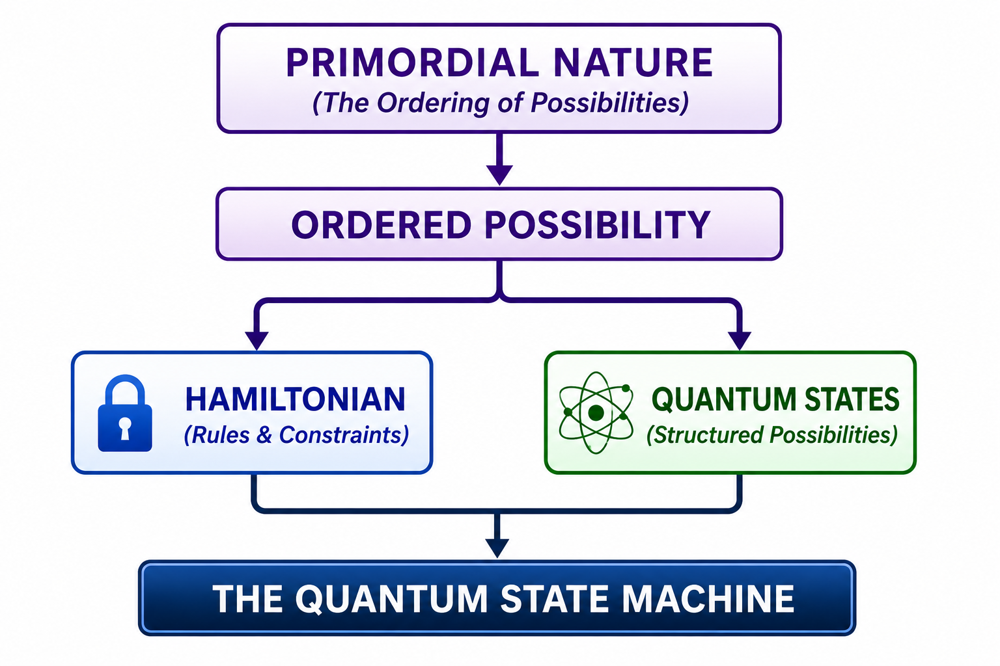 PRIMORDIAL NATURE
(The Ordering of Possibilities)
ORDERED POSSIBILITY
HAMILTONIAN
(Rules & Constraints)
QUANTUM STATES
(Structured Possibilities)
THE QUANTUM STATE MACHINE